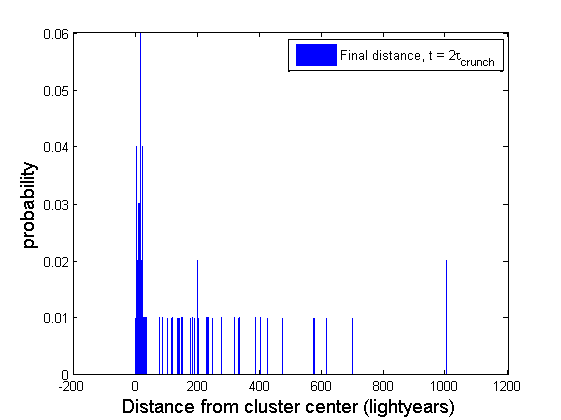 Final distance, t = 2τcrunch
0.06
0.05
0.04
0.03
0.02
0.01
0
probability
-200 0 200 400 600 800 1000 1200
Distance from cluster center (lightyears)